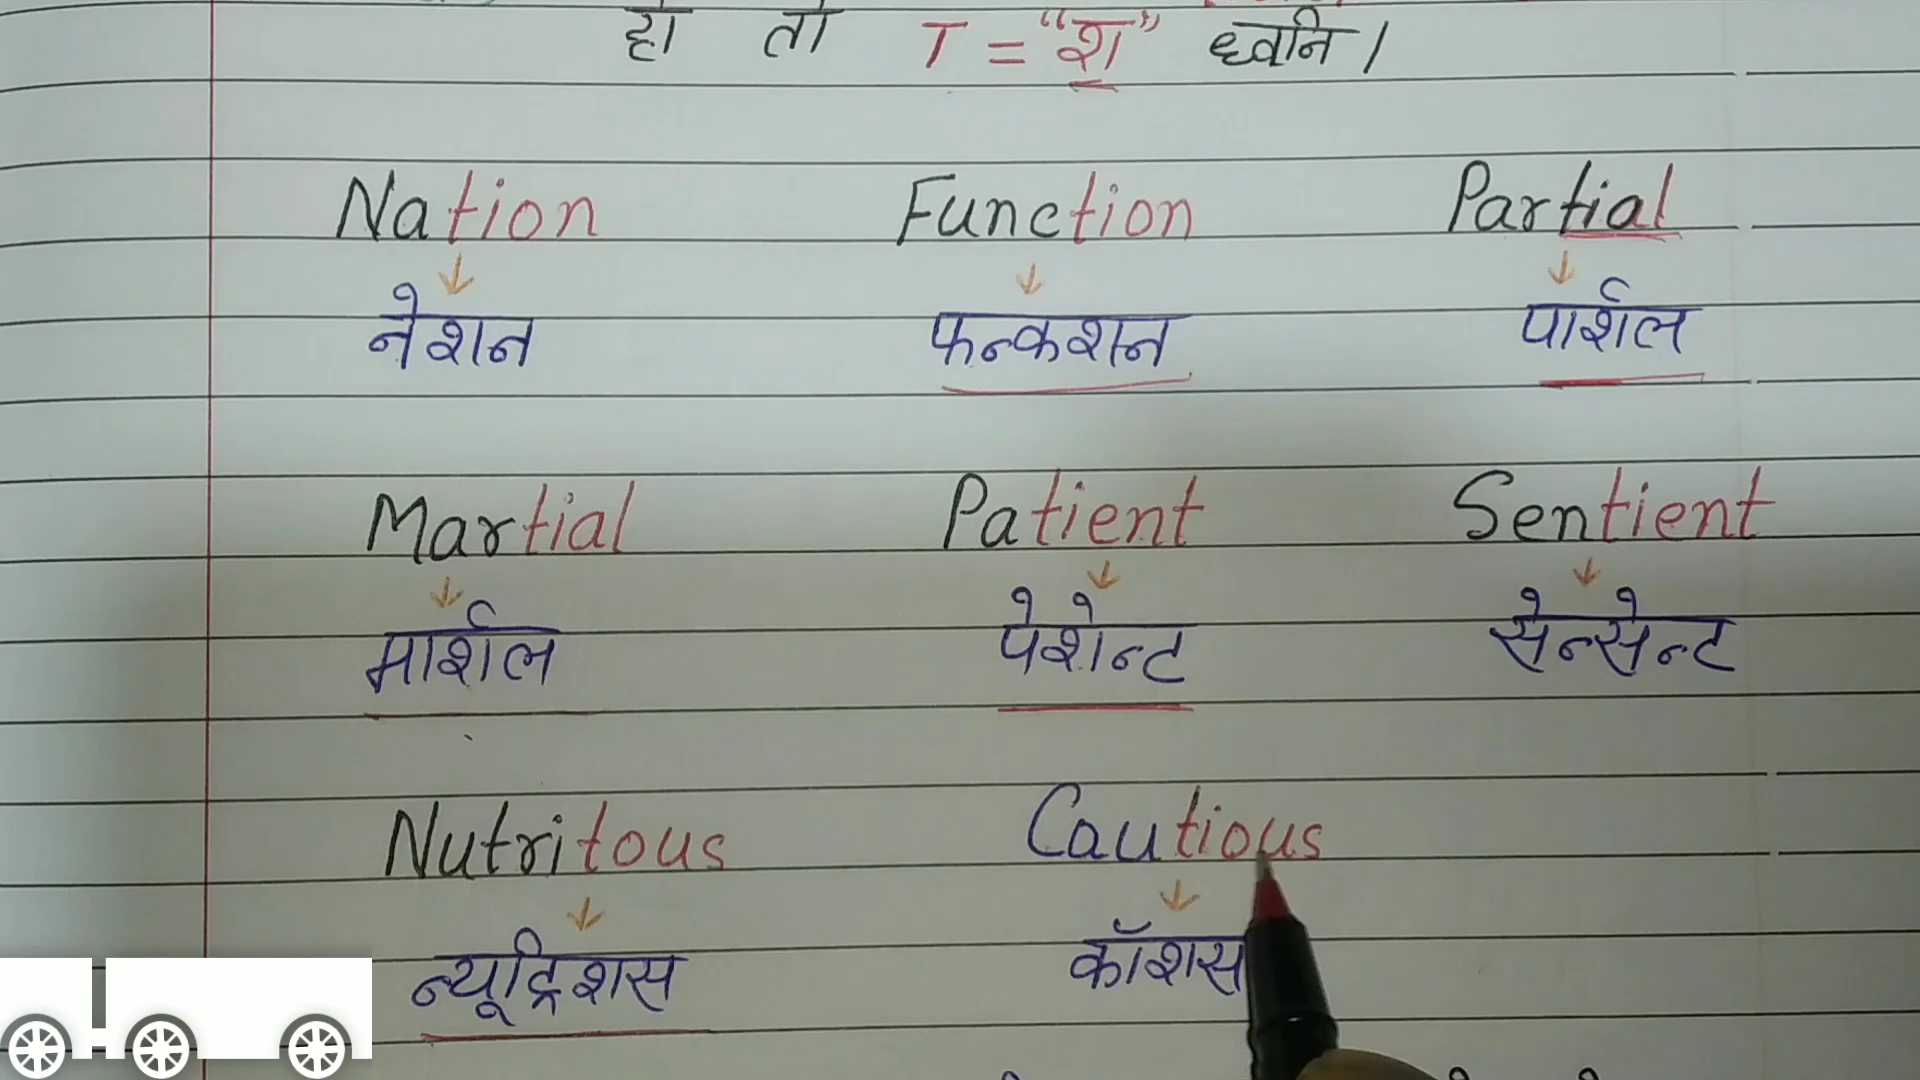 हो तो T = "श" ध्वनि।
Nation Function Partial
नेशन फन्कशन पार्शल
Martial Patient Sentient
मार्शल पेशेन्ट सेन्सेन्ट
Nutritous Cautious
न्यूट्रिशस कॉशस